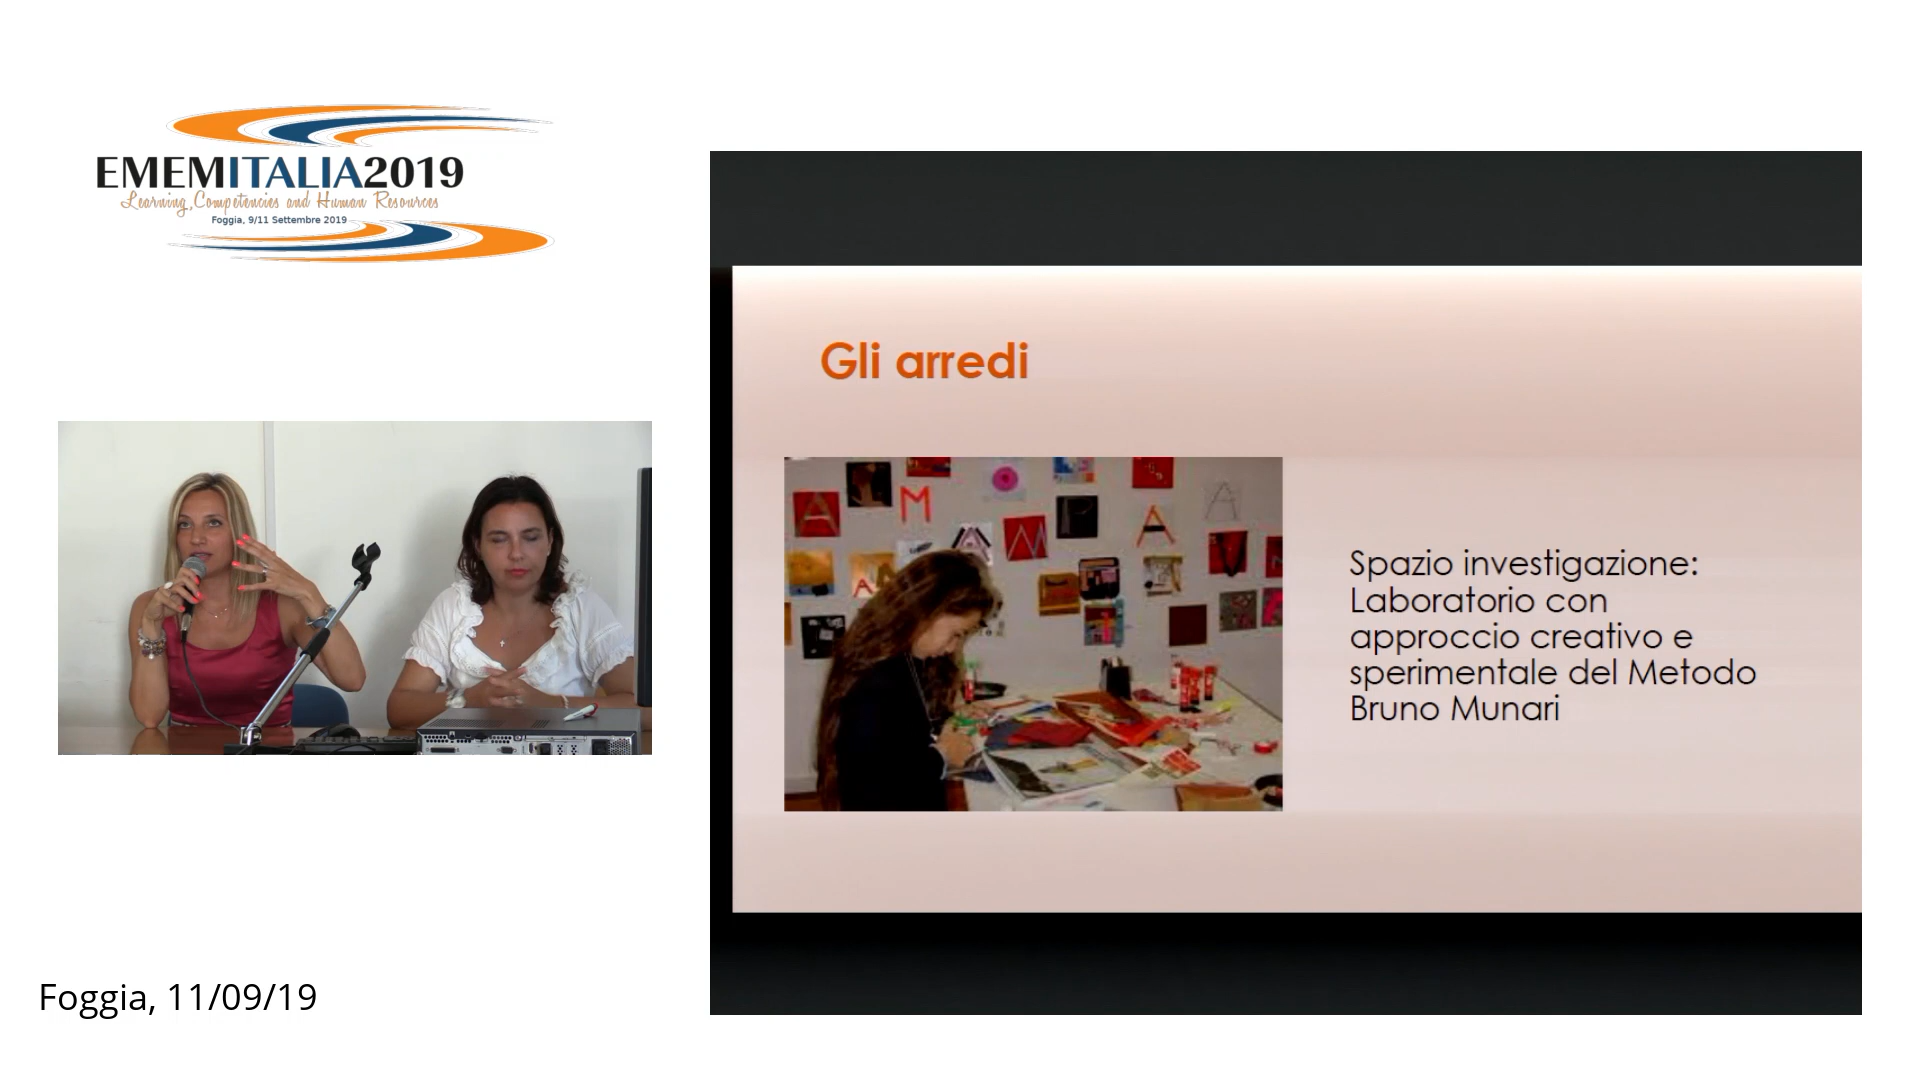 EMEMITALIA2019
Learning, Competencies and Human Resources
Foggia, 9/11 Settembre 2019
Gli arredi
Spazio investigazione:
Laboratorio con
approccio creativo e
sperimentale del Metodo
Bruno Munari
Foggia, 11/09/19